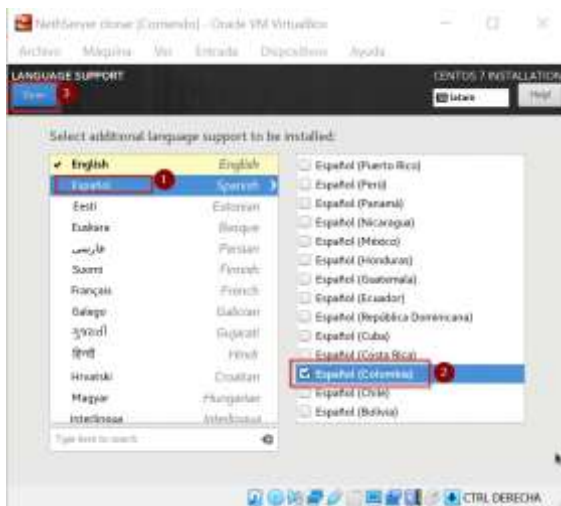 NethServer clonar [Corriendo] - Oracle VM VirtualBox
Archivo Máquina Ver Entrada Dispositivos Ayuda
LANGUAGE SUPPORT
CENTOS 7 INSTALLATION
Done 3
latam
Help!
Select additional language support to be installed:
✔ English English
Español Spanish 1
Eesti Estonian
Euskara Basque
فارسی Persian
Suomi Finnish
Français French
Galego Galician
ગુજરાતી Gujarati
हिन्दी Hindi
Hrvatski Croatian
Magyar Hungarian
Interlingua Interlingua
Type here to search.
Español (Puerto Rico)
Español (Perú)
Español (Panamá)
Español (Nicaragua)
Español (México)
Español (Honduras)
Español (Guatemala)
Español (Ecuador)
Español (República Dominicana)
Español (Cuba)
Español (Costa Rica)
Español (Colombia) 2
Español (Chile)
Español (Bolivia)
CTRL DERECHA